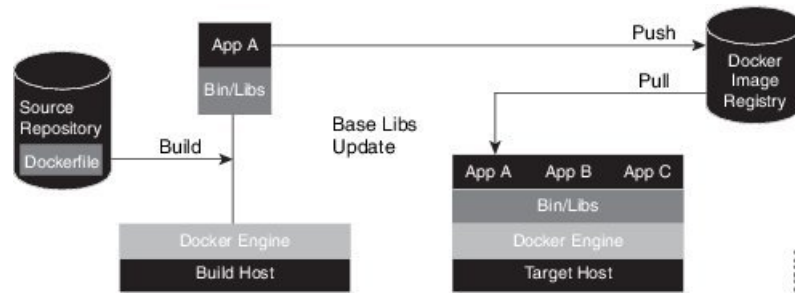 App A
Bin/Libs
Push
Docker
Image
Registry
Pull
Source
Repository
Dockerfile
Build
Base Libs
Update
App A App B App C
Bin/Libs
Docker Engine
Build Host
Docker Engine
Target Host